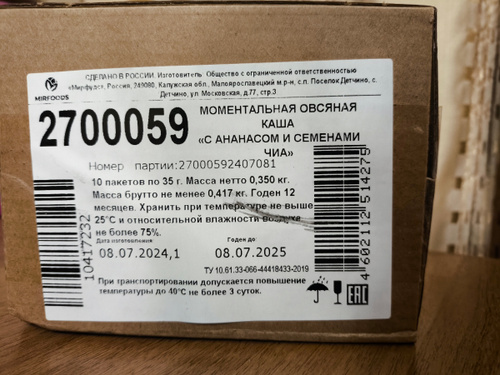 MIRFOODS
СДЕЛАНО В РОССИИ. Изготовитель: Общество с ограниченной ответственностью
«Мирфудс», Россия, 249080, Калужская обл., Малоярославецкий м.р-н, с.п. Поселок Детчино, с.
Детчино, ул. Московская, д.77, стр.3
2700059
МОМЕНТАЛЬНАЯ ОВСЯНАЯ
КАША
«С АНАНАСОМ И СЕМЕНАМИ
ЧИА»
Номер партии:27000592407081
10 пакетов по 35 г. Масса нетто 0,350 кг.
Масса брутто не менее 0,417 кг. Годен 12
месяцев. Хранить при температуре не выше
25°С и относительной влажности воздуха
не более 75%.
Дата изготовления
Годен до
08.07.2024,1
08.07.2025
ТУ 10.61.33-066-44418433-2019
При транспортировании допускается повышение
температуры до 40°С не более 3 суток.
10417232
4602112514275
EAC